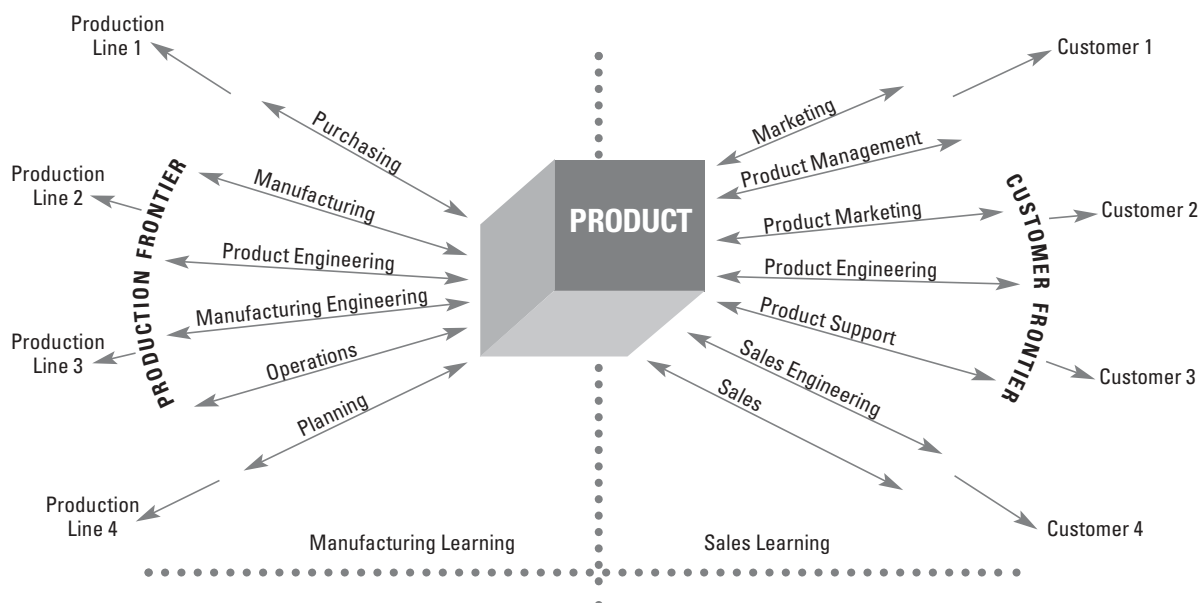 Production
Line 1
Purchasing
Production
Line 2
PRODUCTION FRONTIER
Manufacturing
Product Engineering
Manufacturing Engineering
Production
Line 3
Operations
Planning
Production
Line 4
Manufacturing Learning
PRODUCT
Marketing
Customer 1
Product Management
Product Marketing
Customer 2
Product Engineering
CUSTOMER FRONTIER
Product Support
Customer 3
Sales Engineering
Sales
Customer 4
Sales Learning